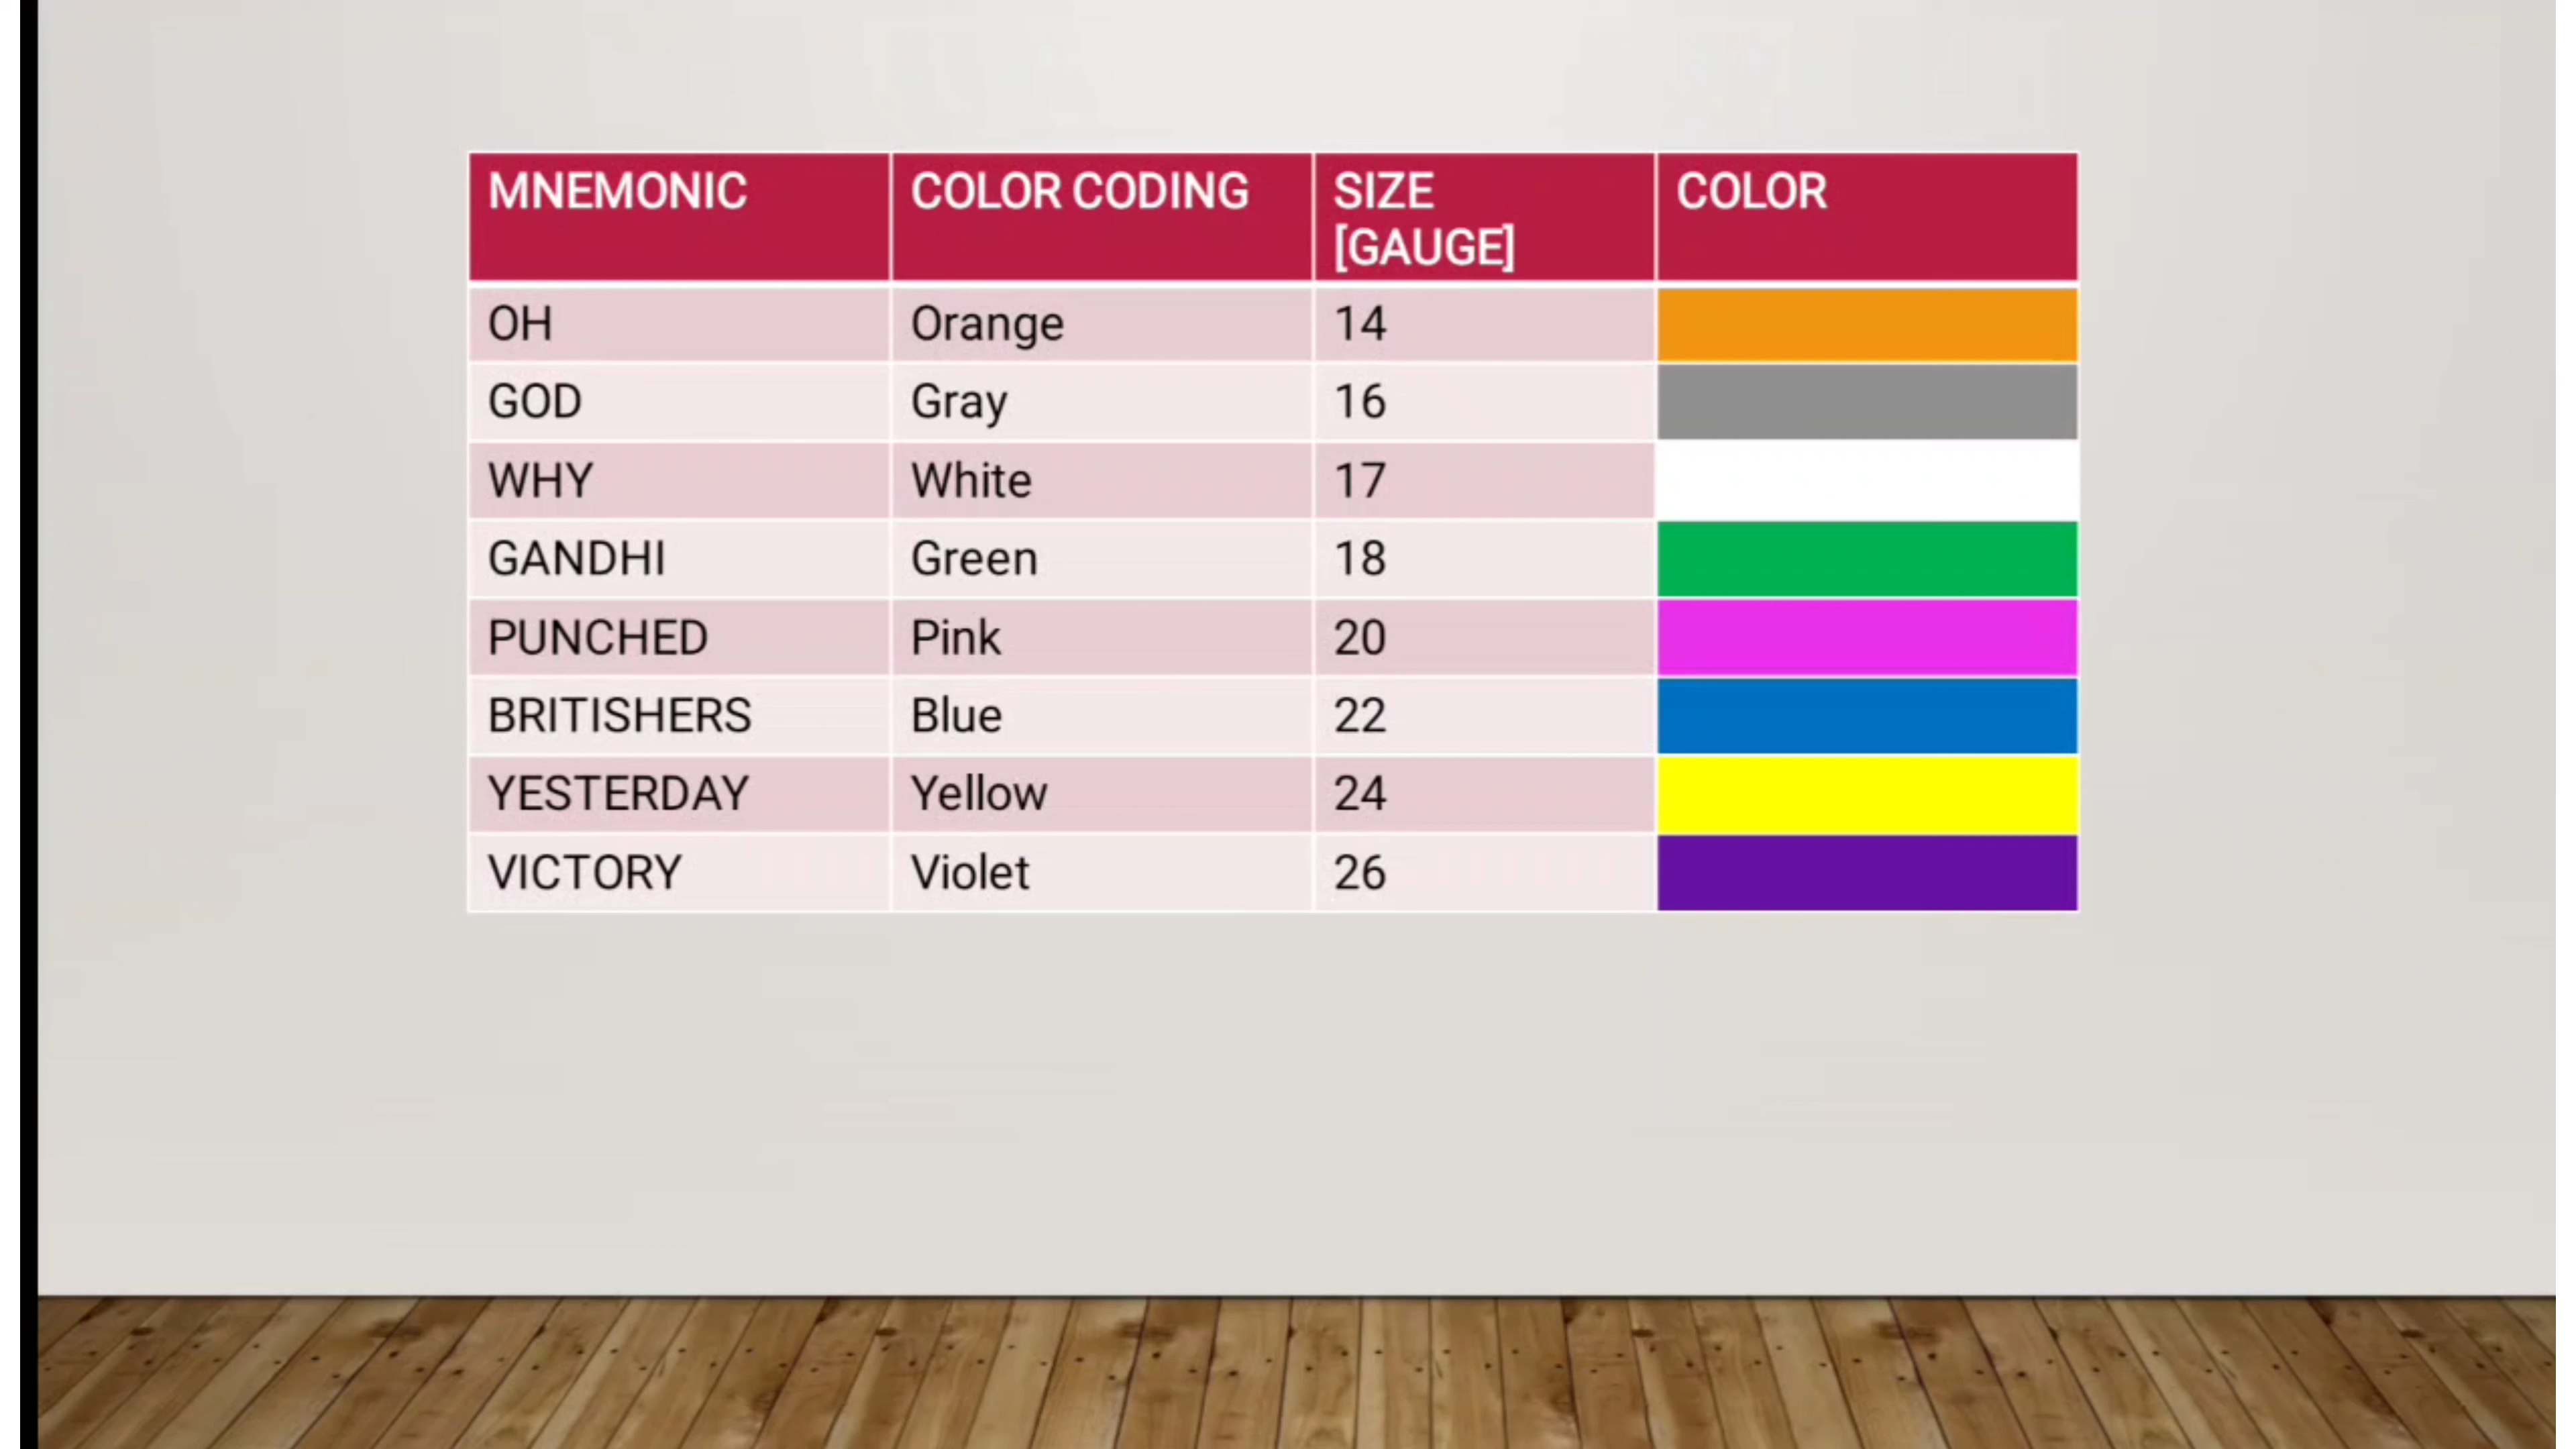 MNEMONIC COLOR CODING SIZE [GAUGE] COLOR
OH Orange 14
GOD Gray 16
WHY White 17
GANDHI Green 18
PUNCHED Pink 20
BRITISHERS Blue 22
YESTERDAY Yellow 24
VICTORY Violet 26